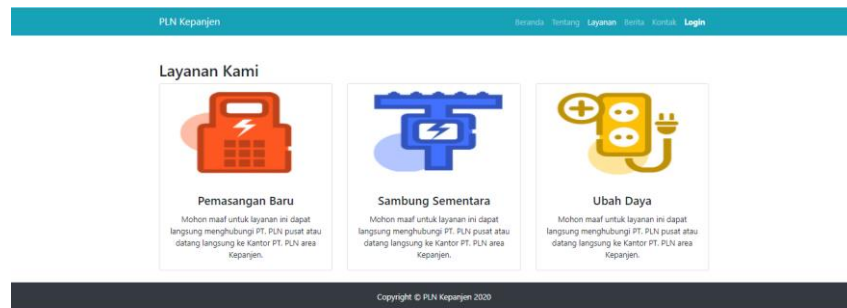 PLN Kepanjen
Beranda Tentang Layanan Berita Kontak Login
Layanan Kami
Pemasangan Baru
Mohon maaf untuk layanan ini dapat
langsung menghubungi PT. PLN pusat atau
datang langsung ke Kantor PT. PLN area
Kepanjen.
Sambung Sementara
Mohon maaf untuk layanan ini dapat
langsung menghubungi PT. PLN pusat atau
datang langsung ke Kantor PT. PLN area
Kepanjen.
Ubah Daya
Mohon maaf untuk layanan ini dapat
langsung menghubungi PT. PLN pusat atau
datang langsung ke Kantor PT. PLN area
Kepanjen.
Copyright © PLN Kepanjen 2020